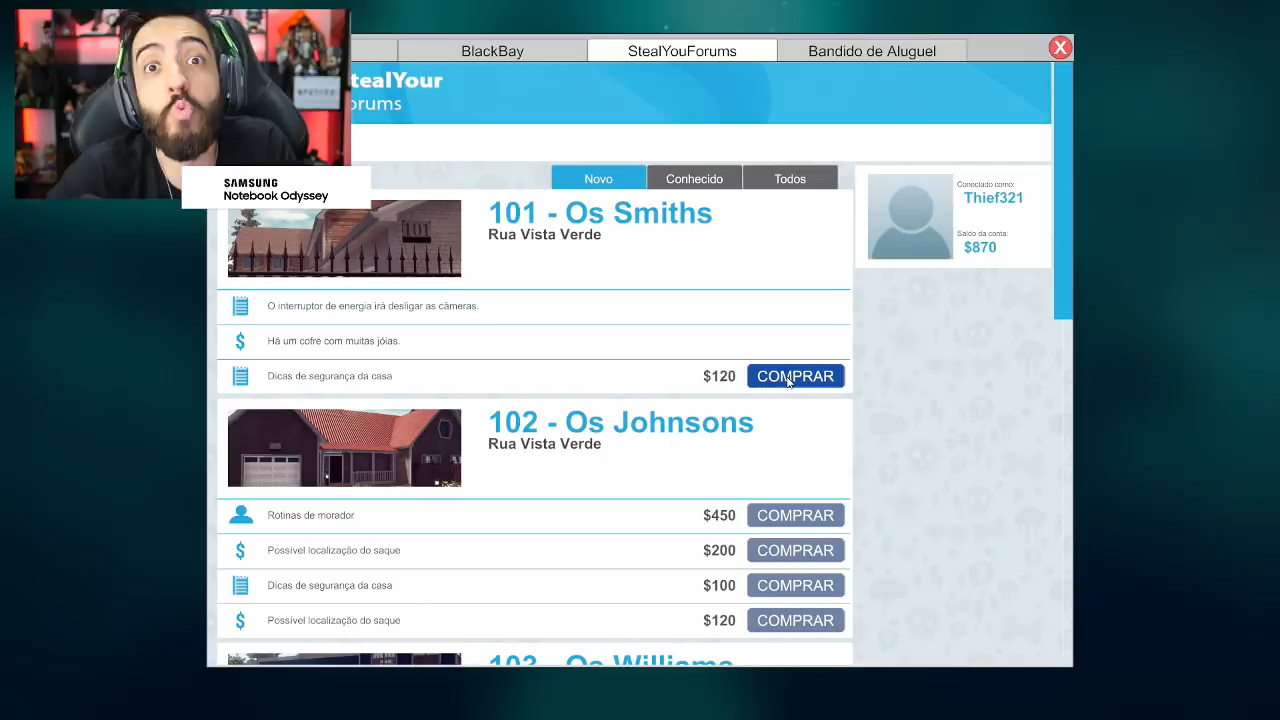 BlackBay
StealYouForums
Bandido de Aluguel
X
tealYour
orums
SAMSUNG
Notebook Odyssey
Novo
Conhecido
Todos
Conectado como:
Thief321
Saldo da conta:
$870
101
101 - Os Smiths
Rua Vista Verde
O interruptor de energia irá desligar as câmeras.
$ Há um cofre com muitas jóias.
Dicas de segurança da casa $120 COMPRAR
102 - Os Johnsons
Rua Vista Verde
Rotinas de morador $450 COMPRAR
$ Possível localização do saque $200 COMPRAR
Dicas de segurança da casa $100 COMPRAR
$ Possível localização do saque $120 COMPRAR
103 - Os Williams